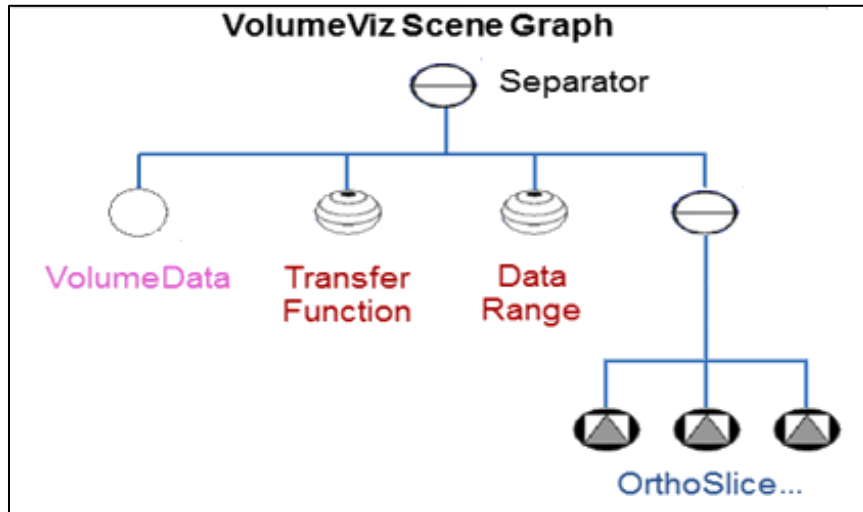 VolumeViz Scene Graph
Separator
VolumeData
Transfer
Function
Data
Range
OrthoSlice...